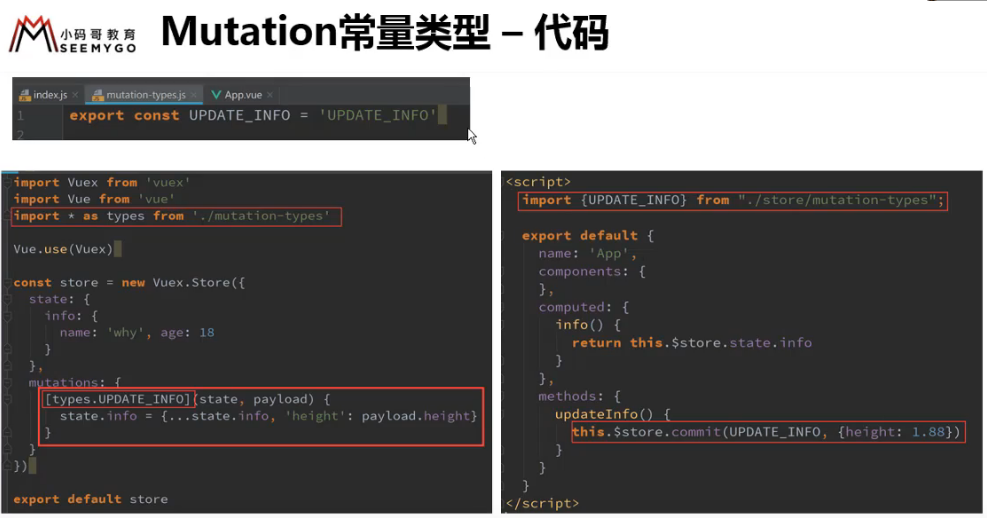 小码哥教育
SEEMYGO
Mutation常量类型 – 代码
index.js
mutation-types.js
App.vue
1 export const UPDATE_INFO = 'UPDATE_INFO'
2
import Vuex from 'vuex'
import Vue from 'vue'
import * as types from './mutation-types'
Vue.use(Vuex)
const store = new Vuex.Store({
state: {
info: {
name: 'why', age: 18
}
},
mutations: {
[types.UPDATE_INFO](state, payload) {
state.info = {...state.info, 'height': payload.height}
}
}
})
export default store
<script>
import {UPDATE_INFO} from "./store/mutation-types";
export default {
name: 'App',
components: {
},
computed: {
info() {
return this.$store.state.info
}
},
methods: {
updateInfo() {
this.$store.commit(UPDATE_INFO, {height: 1.88})
}
}
}
</script>